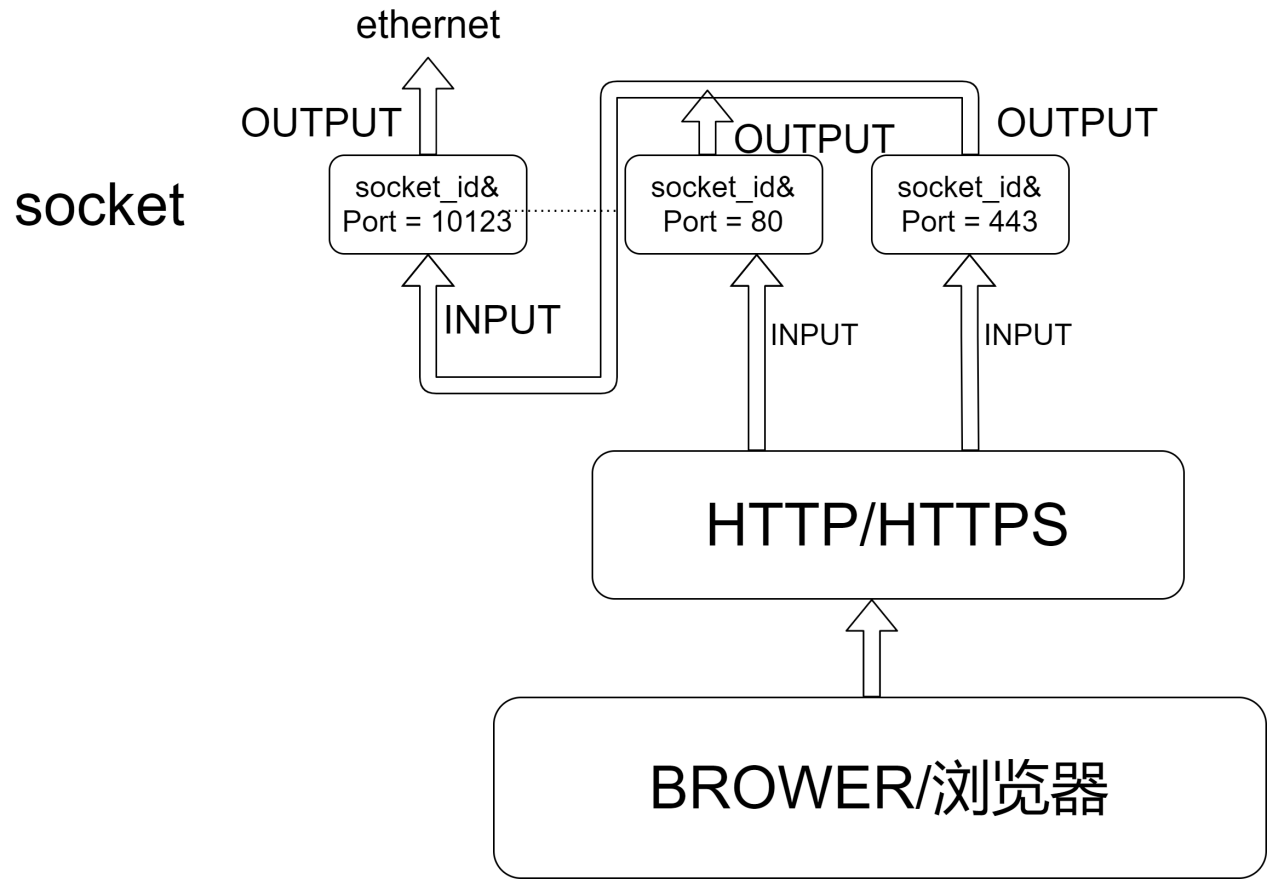 ethernet
OUTPUT
OUTPUT
OUTPUT
socket
socket_id&
Port = 10123
socket_id&
Port = 80
socket_id&
Port = 443
INPUT
INPUT
INPUT
HTTP/HTTPS
BROWER/浏览器